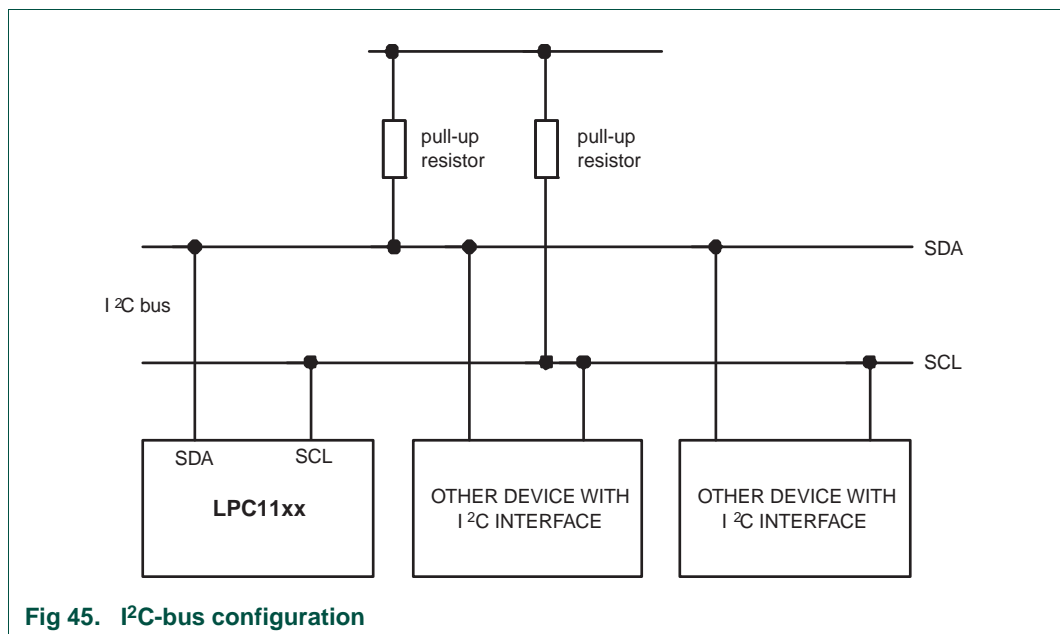 pull-up
resistor
pull-up
resistor
SDA
I 2C bus
SCL
SDA SCL
LPC11xx
OTHER DEVICE WITH
I 2C INTERFACE
OTHER DEVICE WITH
I 2C INTERFACE
Fig 45. I2C-bus configuration